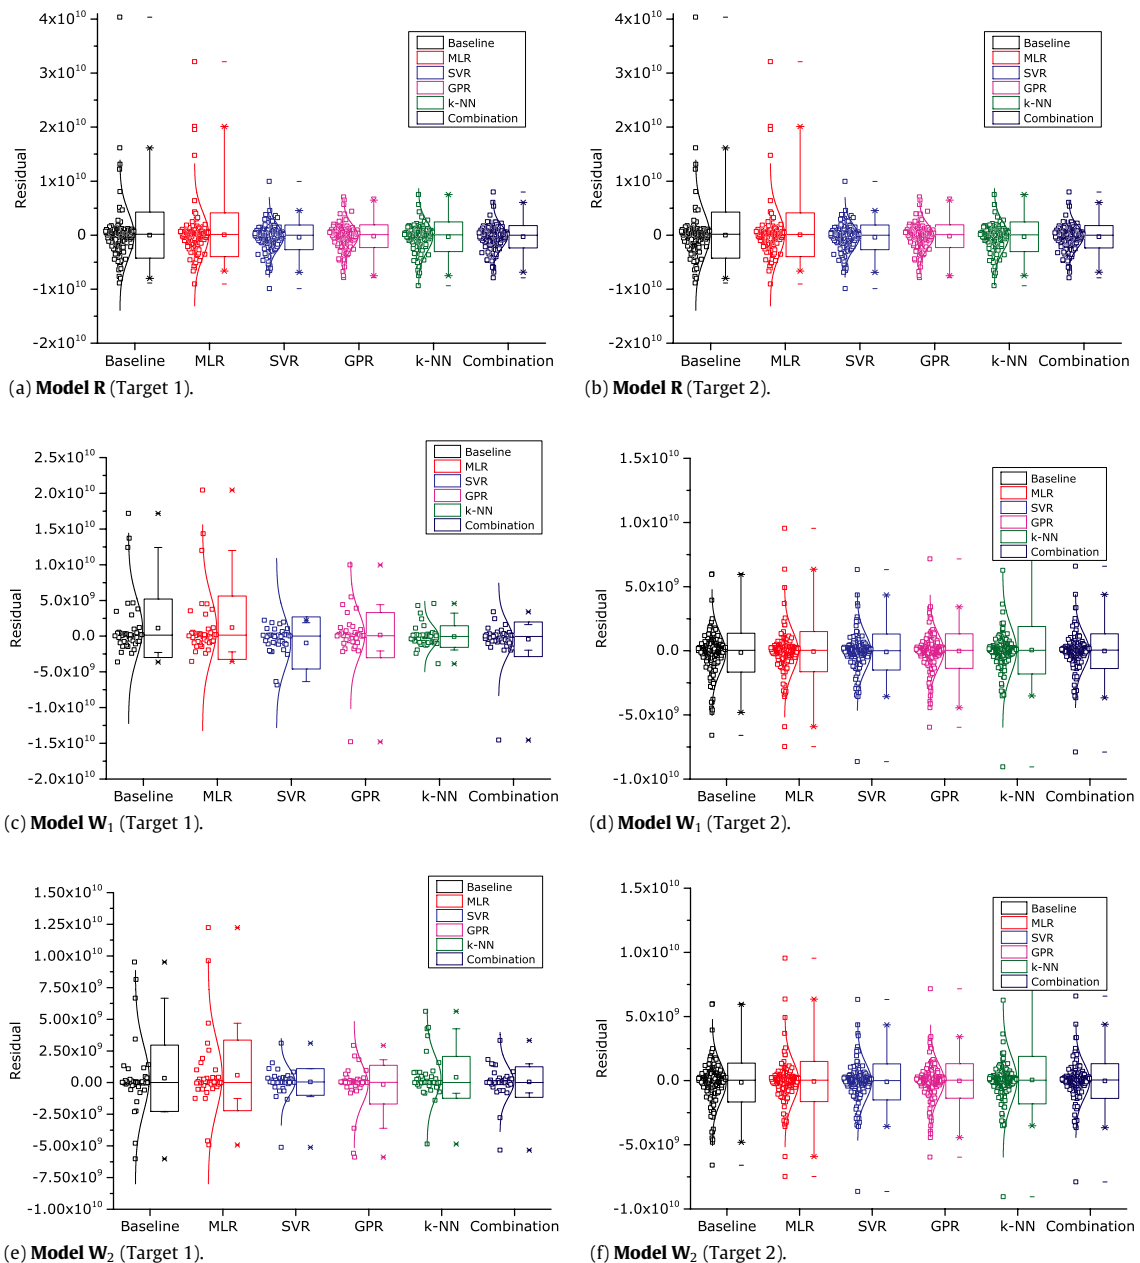 4x10^10
3x10^10
2x10^10
1x10^10
0
-1x10^10
-2x10^10
Residual
Baseline
MLR
SVR
GPR
k-NN
Combination
Baseline MLR SVR GPR k-NN Combination
(a) Model R (Target 1).
4x10^10
3x10^10
2x10^10
1x10^10
0
-1x10^10
-2x10^10
Residual
Baseline
MLR
SVR
GPR
k-NN
Combination
Baseline MLR SVR GPR k-NN Combination
(b) Model R (Target 2).
2.5x10^10
2.0x10^10
1.5x10^10
1.0x10^10
5.0x10^9
0.0
-5.0x10^9
-1.0x10^10
-1.5x10^10
-2.0x10^10
Residual
Baseline
MLR
SVR
GPR
k-NN
Combination
Baseline MLR SVR GPR k-NN Combination
(c) Model W₁ (Target 1).
1.5x10^10
1.0x10^10
5.0x10^9
0.0
-5.0x10^9
-1.0x10^10
Residual
Baseline
MLR
SVR
GPR
k-NN
Combination
Baseline MLR SVR GPR k-NN Combination
(d) Model W₁ (Target 2).
1.50x10^10
1.25x10^10
1.00x10^10
7.50x10^9
5.00x10^9
2.50x10^9
0.00
-2.50x10^9
-5.00x10^9
-7.50x10^9
-1.00x10^10
Residual
Baseline
MLR
SVR
GPR
k-NN
Combination
Baseline MLR SVR GPR k-NN Combination
(e) Model W₂ (Target 1).
1.5x10^10
1.0x10^10
5.0x10^9
0.0
-5.0x10^9
-1.0x10^10
Residual
Baseline
MLR
SVR
GPR
k-NN
Combination
Baseline MLR SVR GPR k-NN Combination
(f) Model W₂ (Target 2).